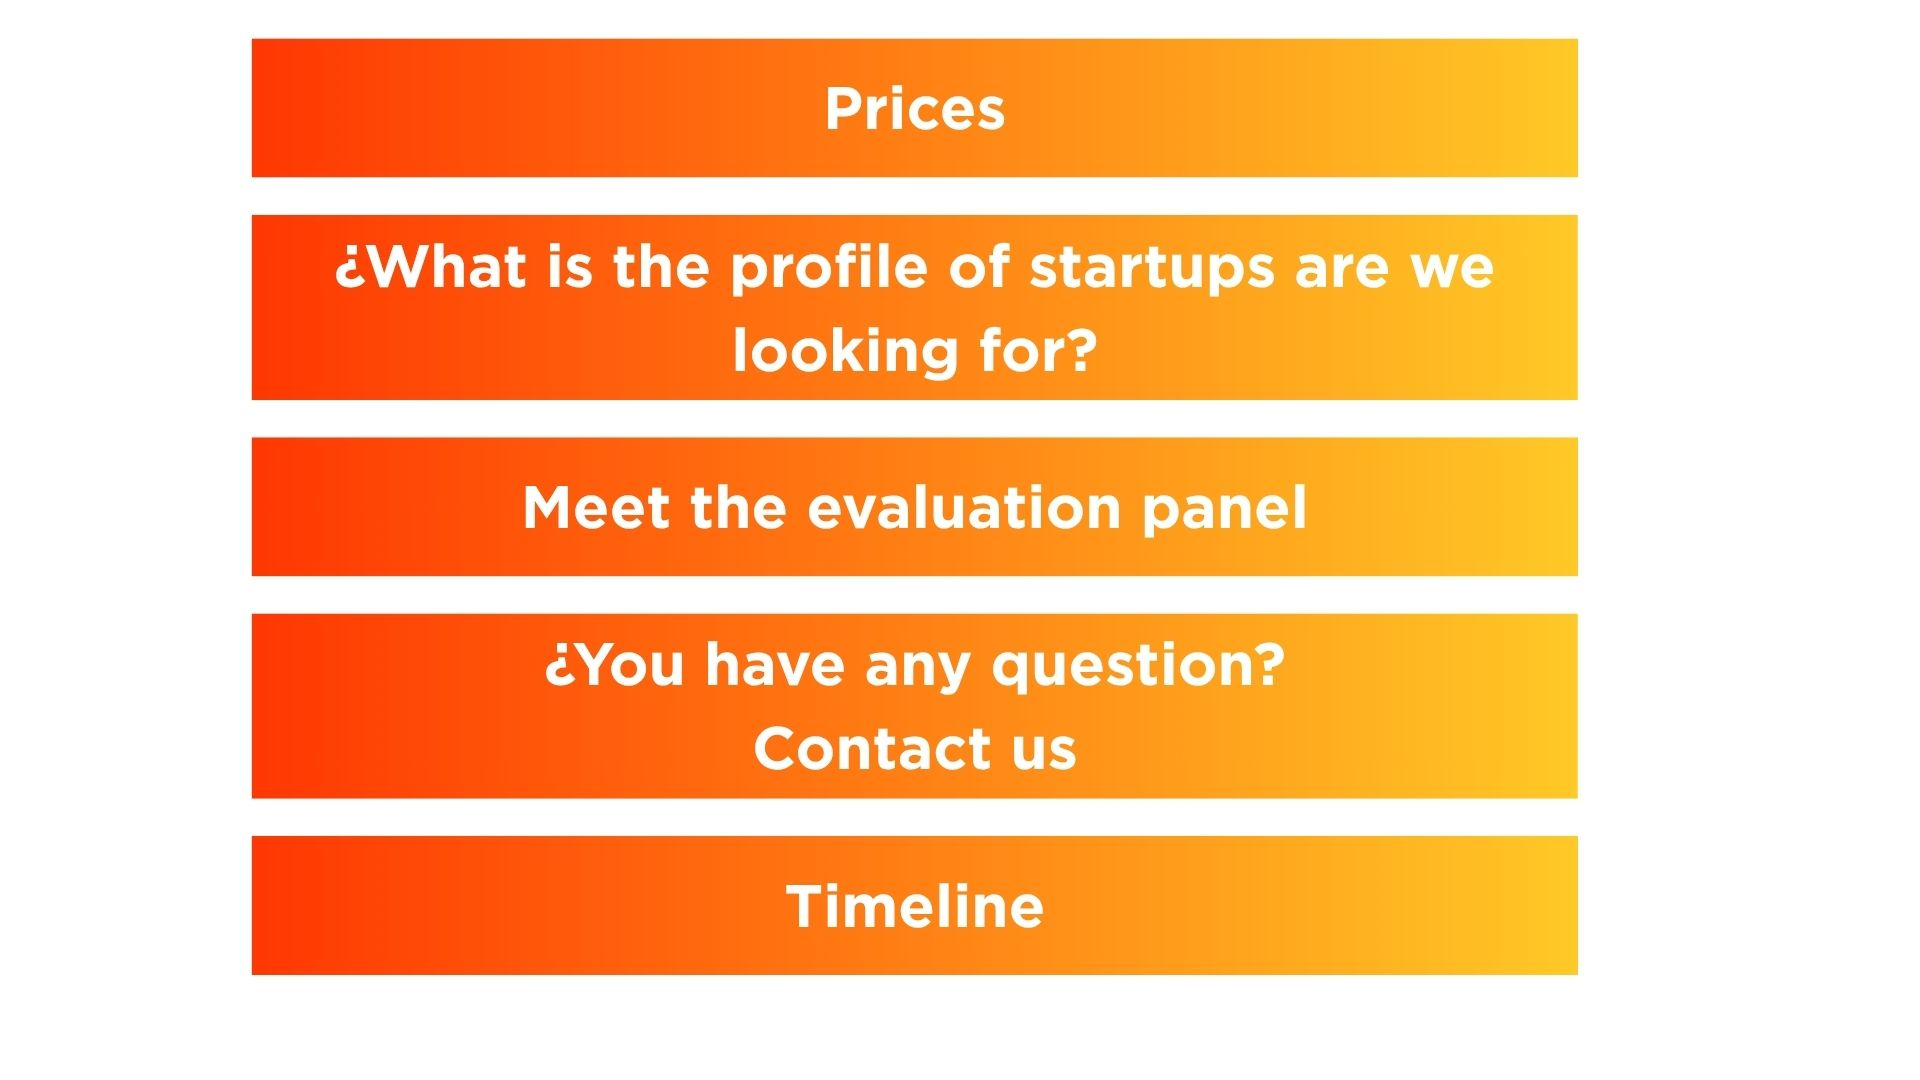 Prices
¿What is the profile of startups are we
looking for?
Meet the evaluation panel
¿You have any question?
Contact us
Timeline